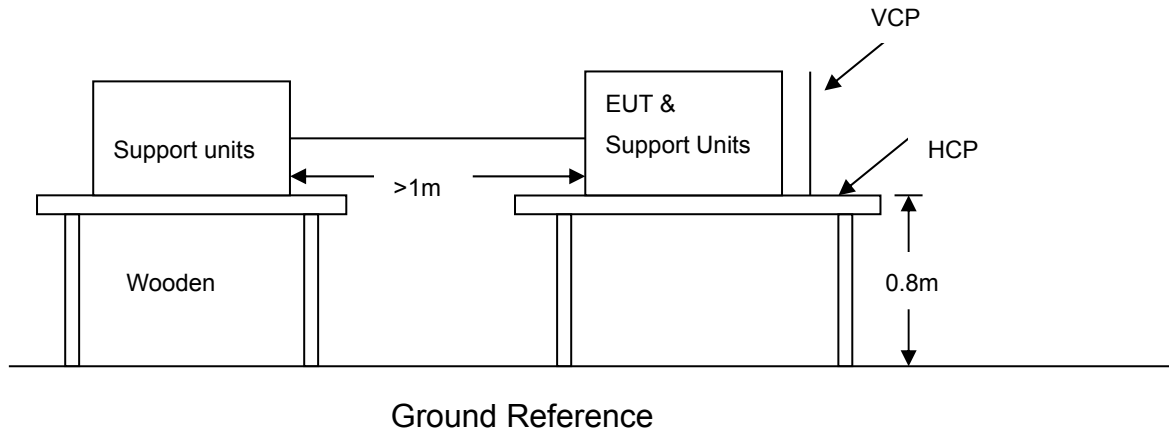 VCP
EUT &
Support Units
Support units
HCP
>1m
Wooden
0.8m
Ground Reference